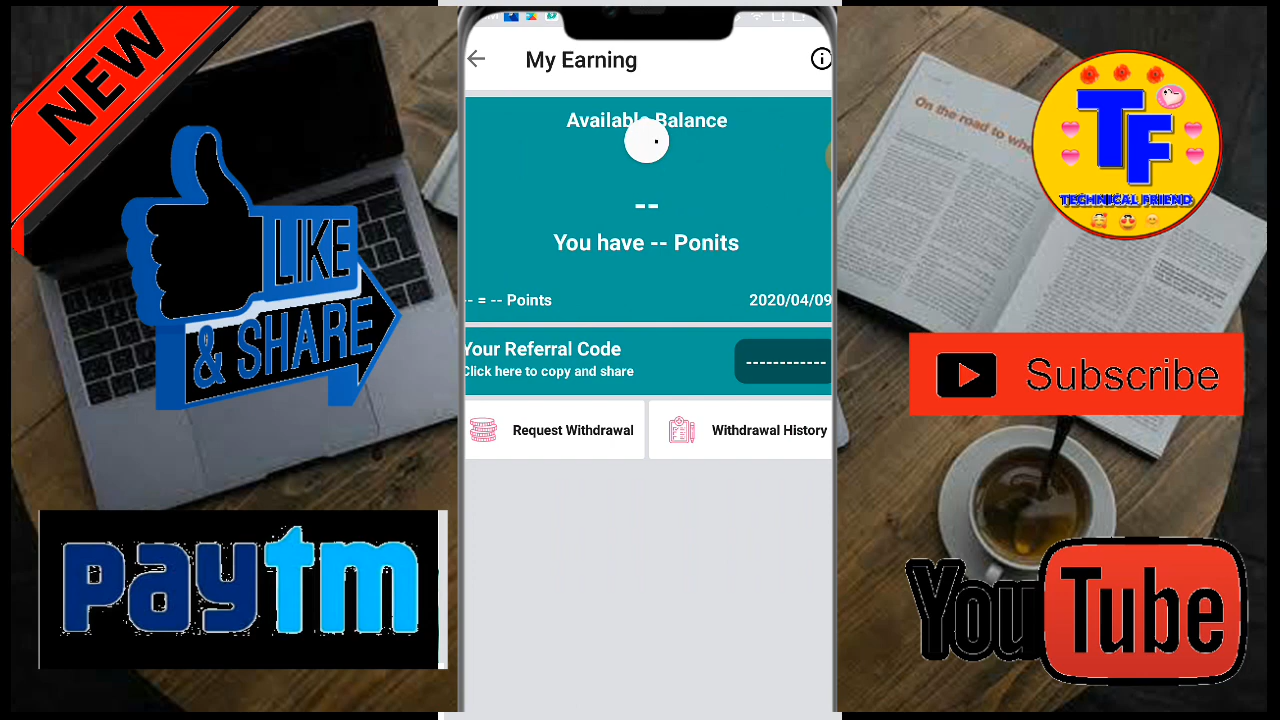 NEW
My Earning
Available Balance
--
You have -- Ponits
-- = -- Points
2020/04/09
Your Referral Code
Click here to copy and share
------------
Request Withdrawal
Withdrawal History
LIKE
& SHARE
paytm
On the road to
TF
TECHNICAL FRIEND
Subscribe
YouTube